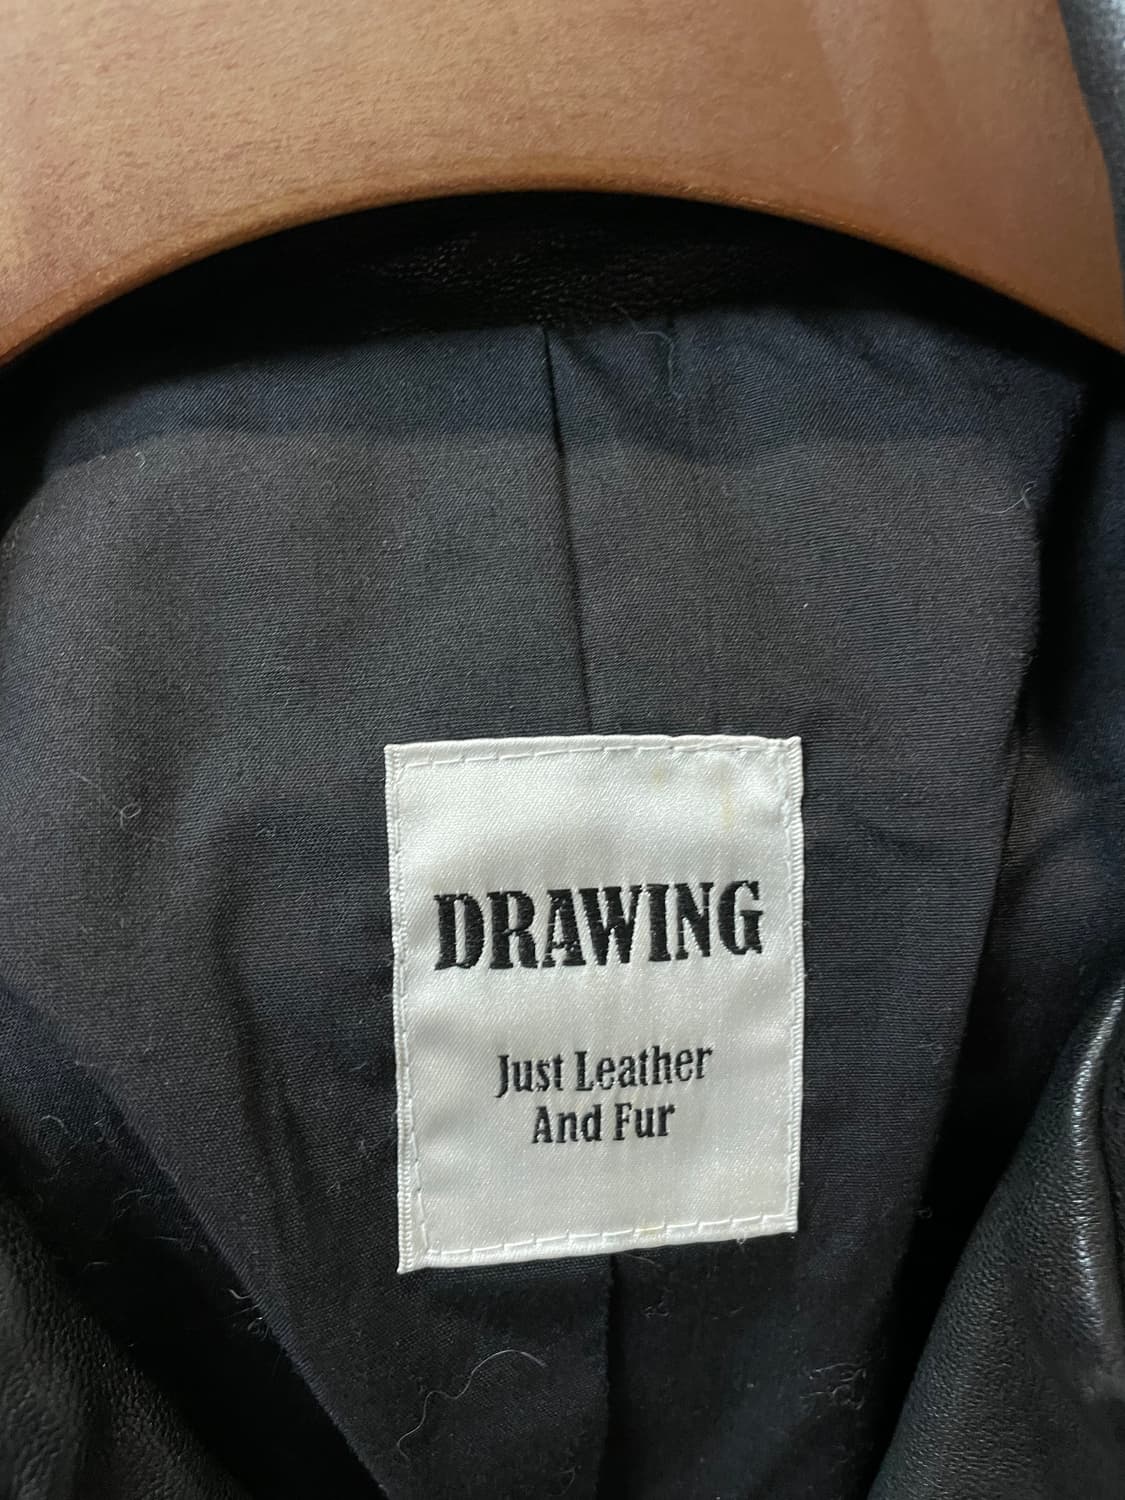 DRAWING
Just Leather
And Fur